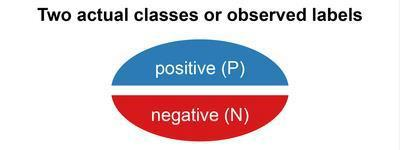 Two actual classes or observed labels
positive (P)
negative (N)